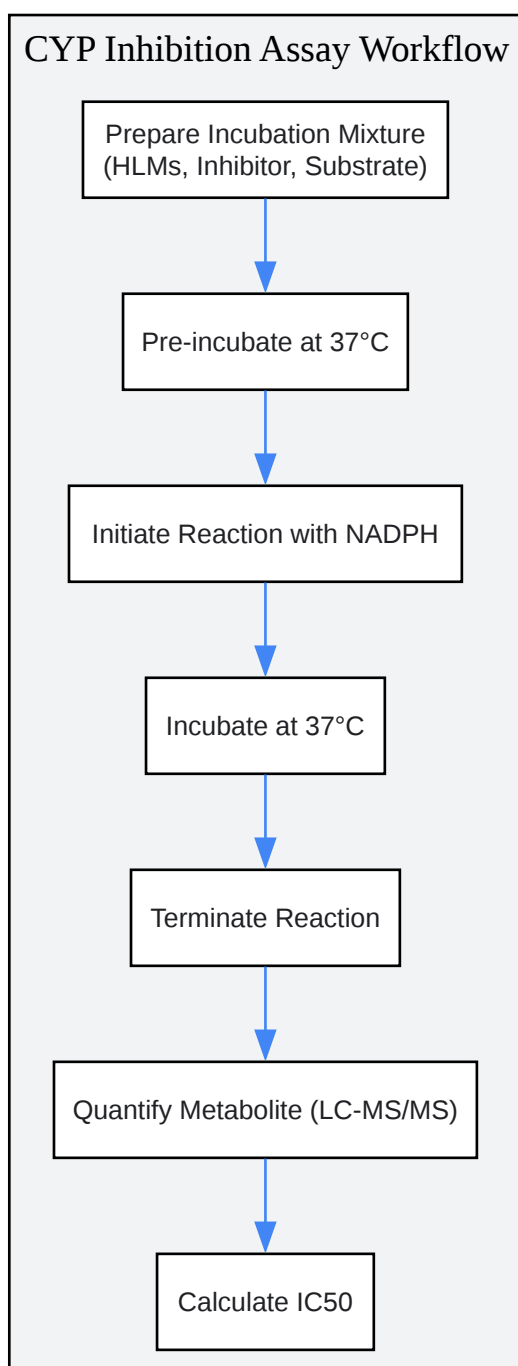 CYP Inhibition Assay Workflow
Prepare Incubation Mixture
(HLMs, Inhibitor, Substrate)
Pre-incubate at 37°C
Initiate Reaction with NADPH
Incubate at 37°C
Terminate Reaction
Quantify Metabolite (LC-MS/MS)
Calculate IC50